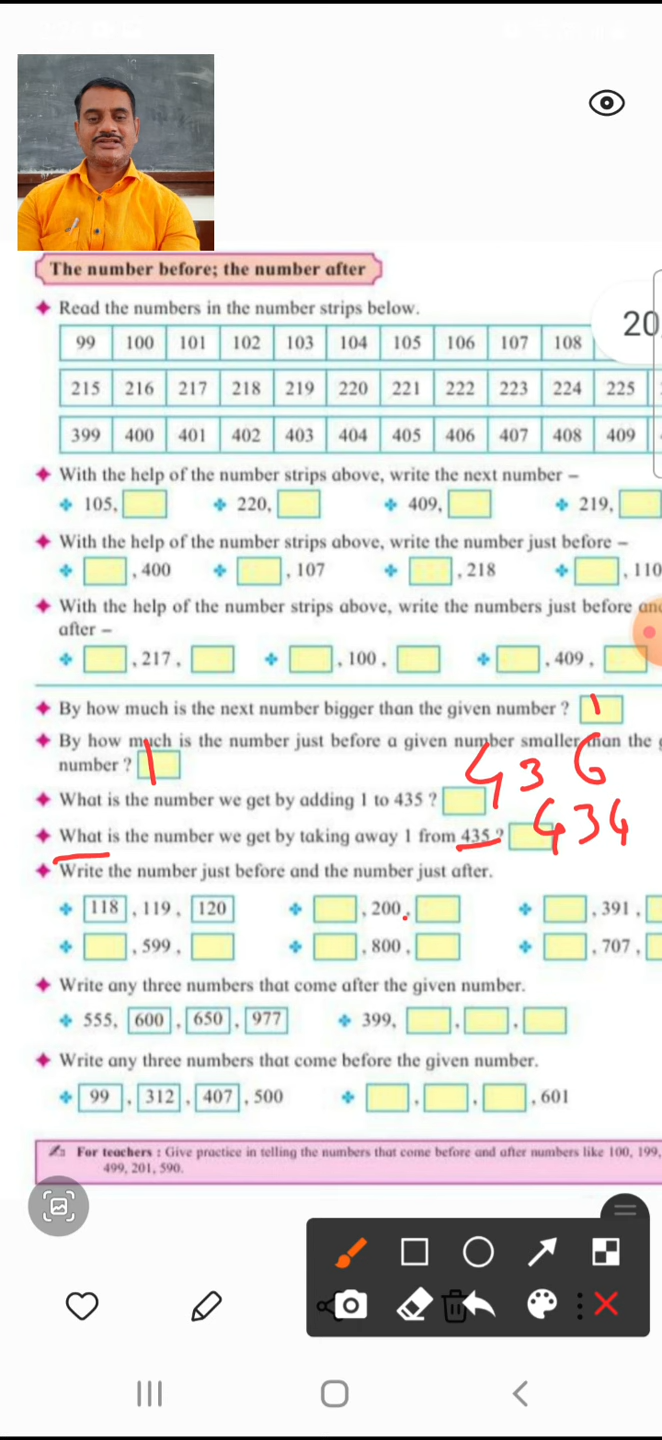 The number before; the number after
Read the numbers in the number strips below.
20
99 100 101 102 103 104 105 106 107 108
215 216 217 218 219 220 221 222 223 224 225
399 400 401 402 403 404 405 406 407 408 409
With the help of the number strips above, write the next number –
105, 220, 409, 219,
With the help of the number strips above, write the number just before –
, 400 , 107 , 218 , 110
With the help of the number strips above, write the numbers just before and
after –
, 217 , , 100 , , 409 ,
By how much is the next number bigger than the given number ? 1
By how much is the number just before a given number smaller than the
number ? 1
What is the number we get by adding 1 to 435 ? 436
What is the number we get by taking away 1 from 435 ? 434
Write the number just before and the number just after.
118 , 119 , 120 , 200 , , 391 ,
, 599 , , 800 , , 707 ,
Write any three numbers that come after the given number.
555, 600 , 650 , 977 399, , ,
Write any three numbers that come before the given number.
99 , 312 , 407 , 500 , , , 601
For teachers : Give practice in telling the numbers that come before and after numbers like 100, 199,
499, 201, 590.